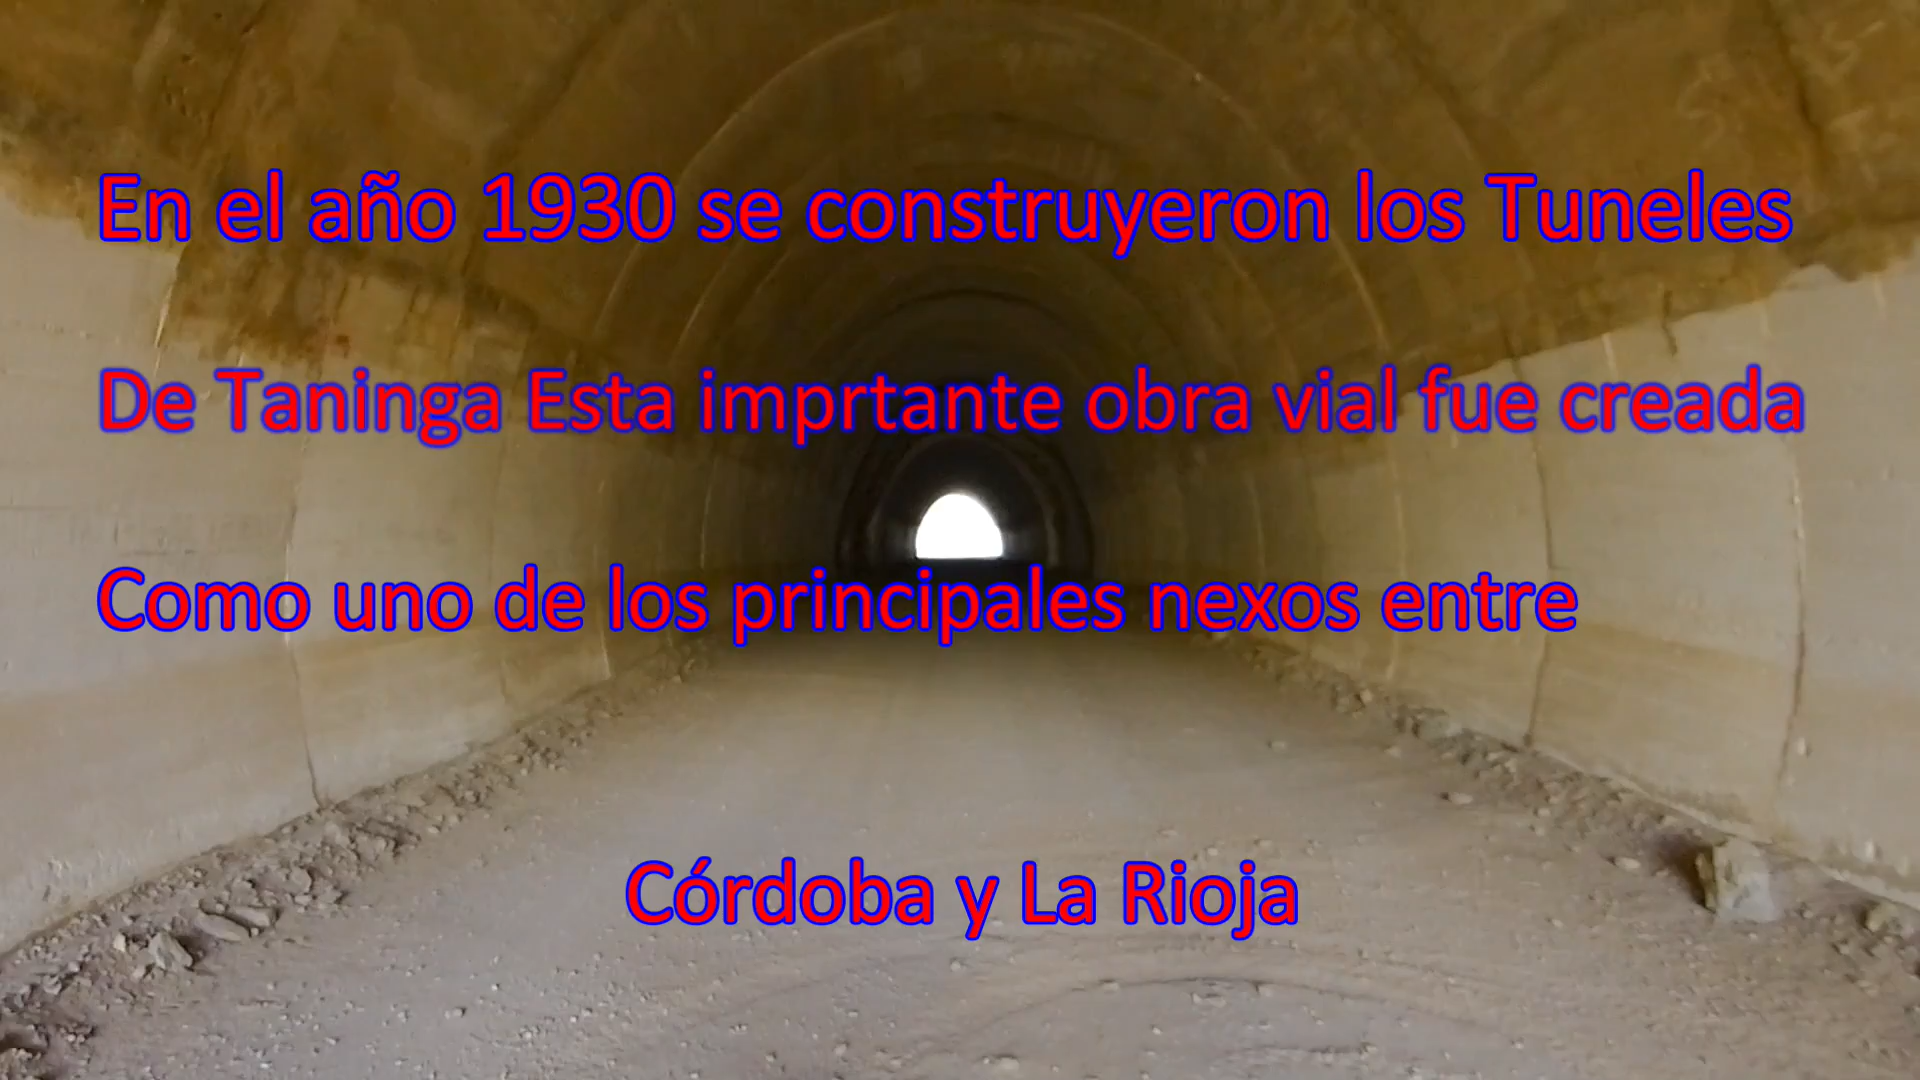 En el año 1930 se construyeron los Tuneles
De Taninga Esta imprtante obra vial fue creada
Como uno de los principales nexos entre
Córdoba y La Rioja